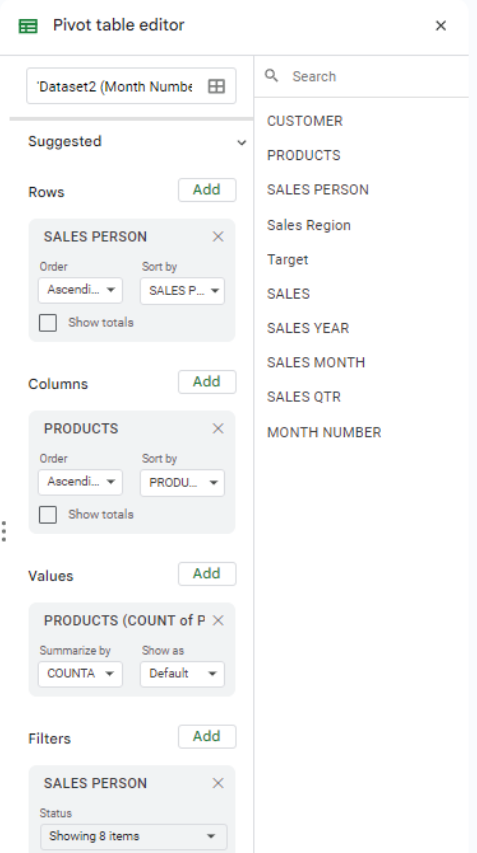 Pivot table editor
'Dataset2 (Month Numbe
Suggested
Rows
Add
SALES PERSON
Order
Sort by
Ascendi...
SALES P...
Show totals
Columns
Add
PRODUCTS
Order
Sort by
Ascendi...
PRODU...
Show totals
Values
Add
PRODUCTS (COUNT of P
Summarize by
Show as
COUNTA
Default
Filters
Add
SALES PERSON
Status
Showing 8 items
Search
CUSTOMER
PRODUCTS
SALES PERSON
Sales Region
Target
SALES
SALES YEAR
SALES MONTH
SALES QTR
MONTH NUMBER